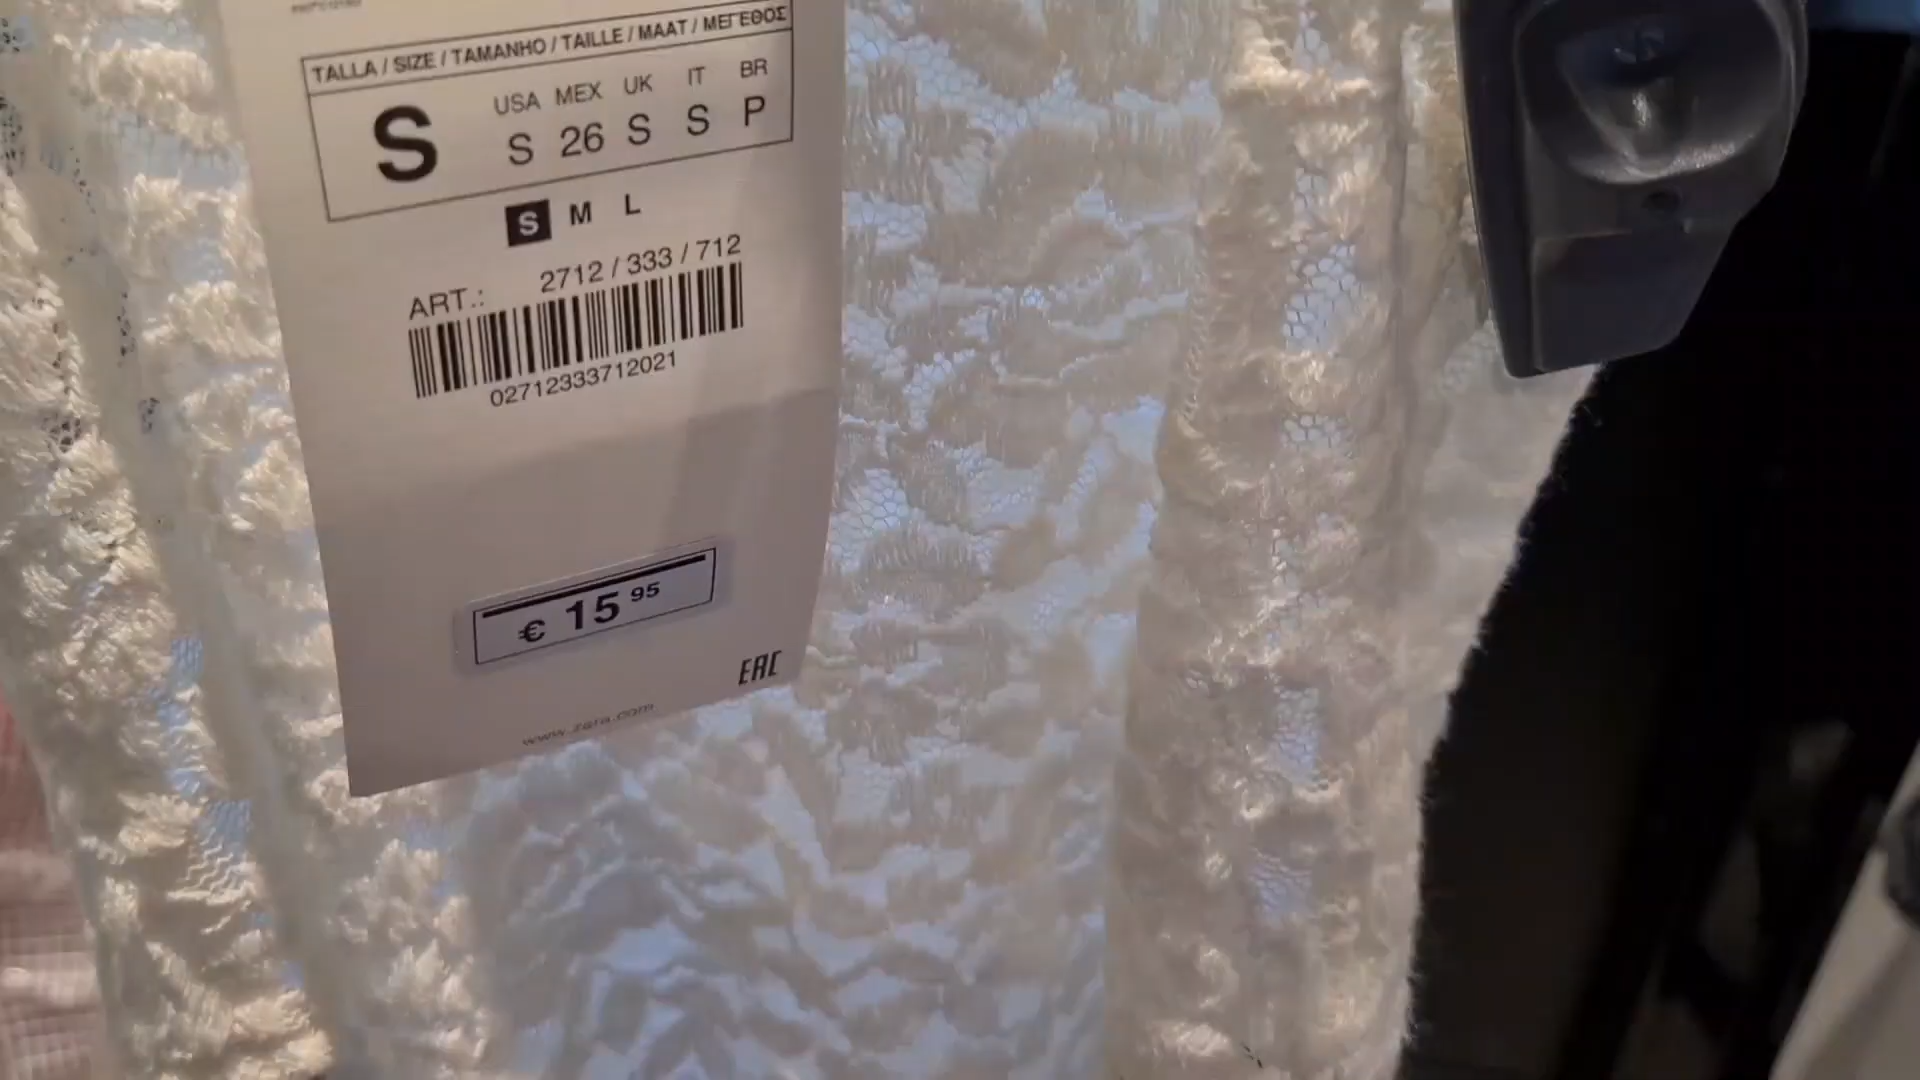 TALLA / SIZE / TAMANHO / TAILLE / MAAT / ΜΕΓΕΘΟΣ
USA MEX UK IT BR
S S 26 S S P
S M L
ART.: 2712 / 333 / 712
02712333712021
€ 15 95
EAC
www.zara.com